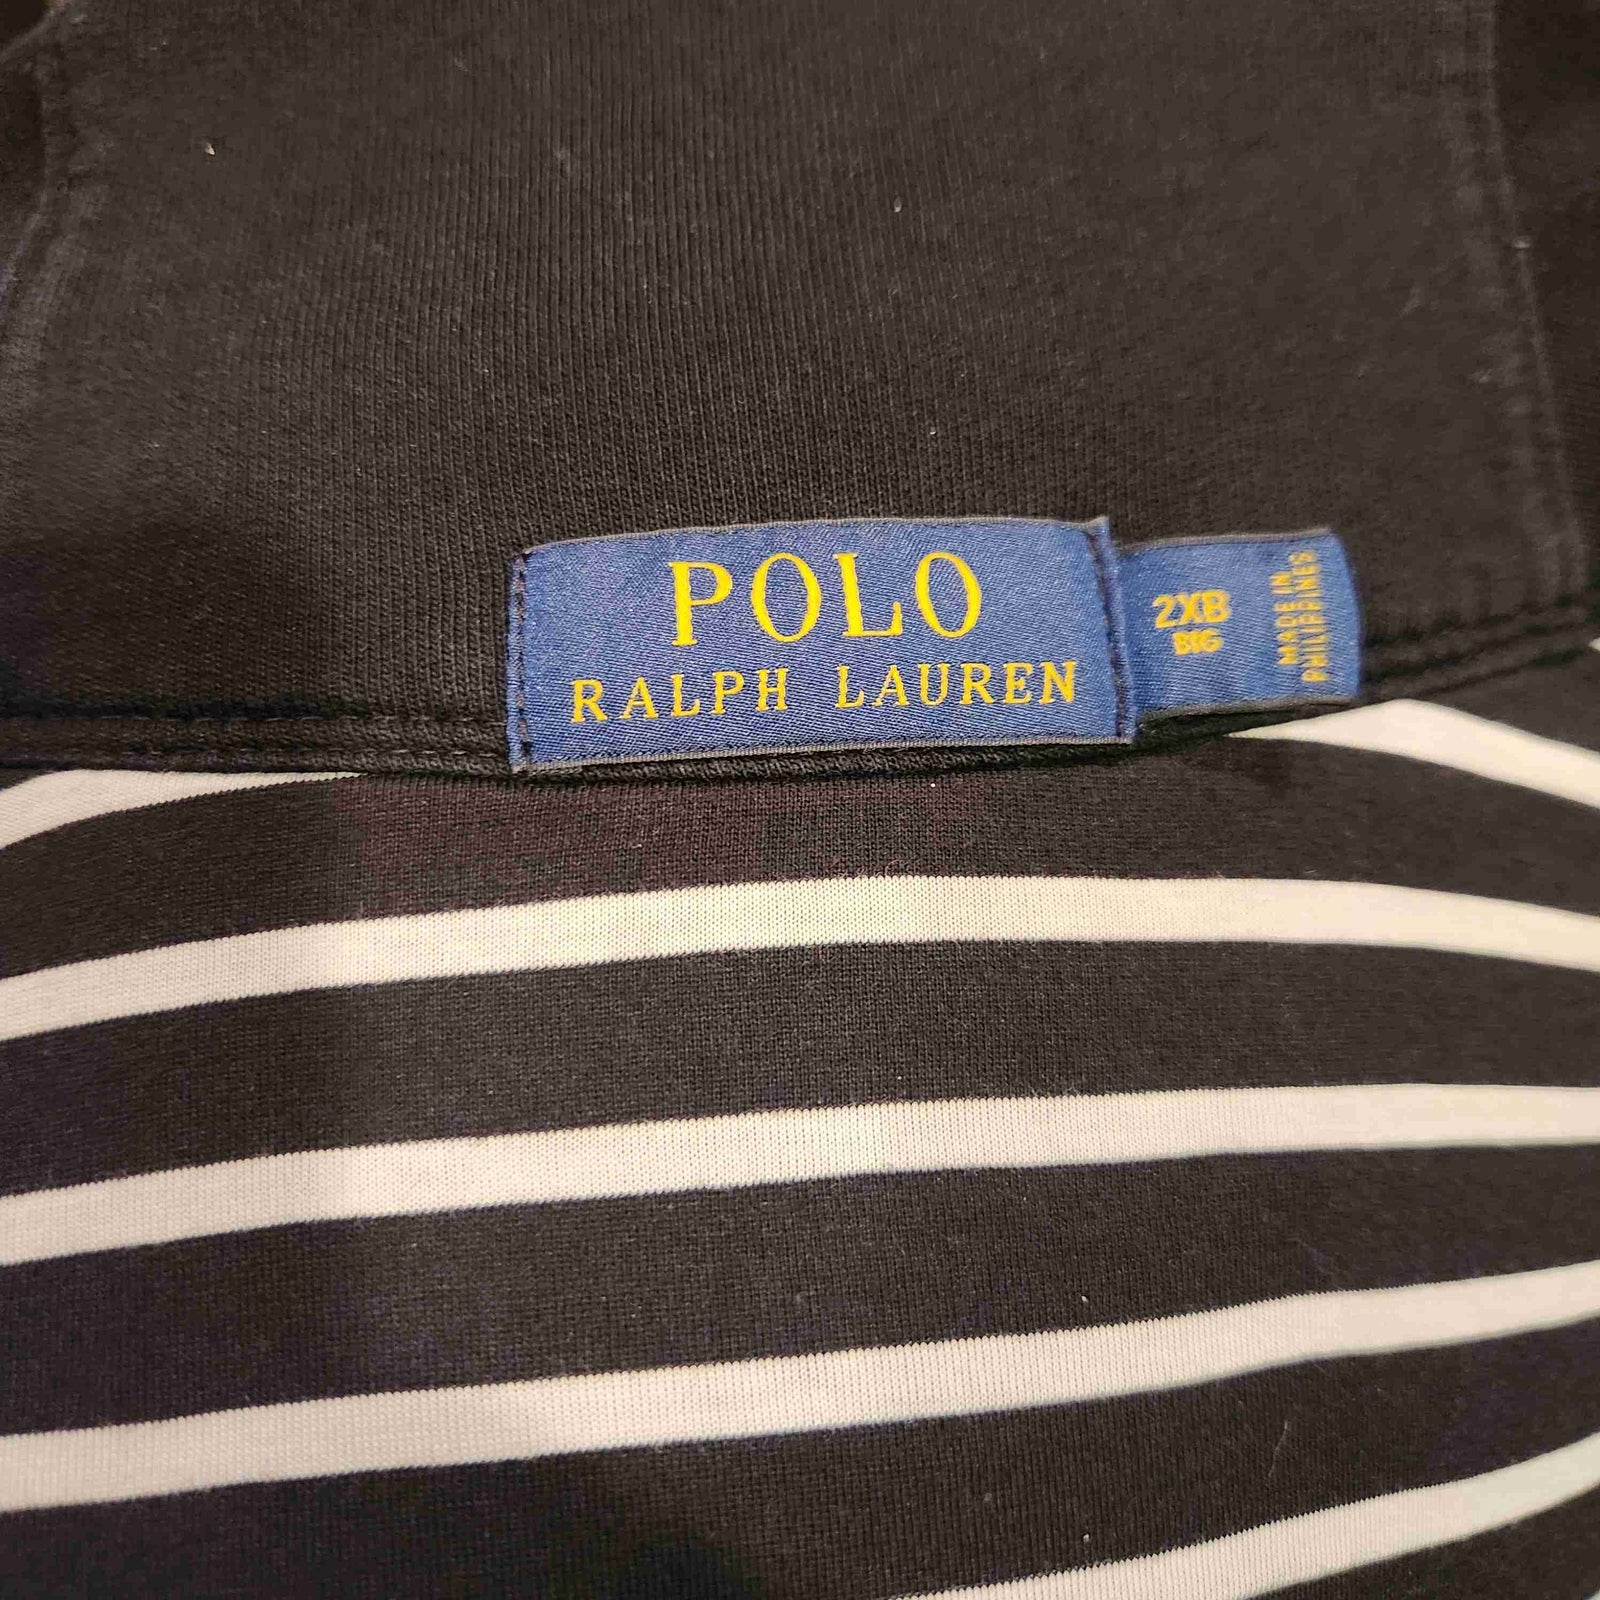 POLO
RALPH LAUREN
2XB
BIG
MADE IN
PHILIPPINES